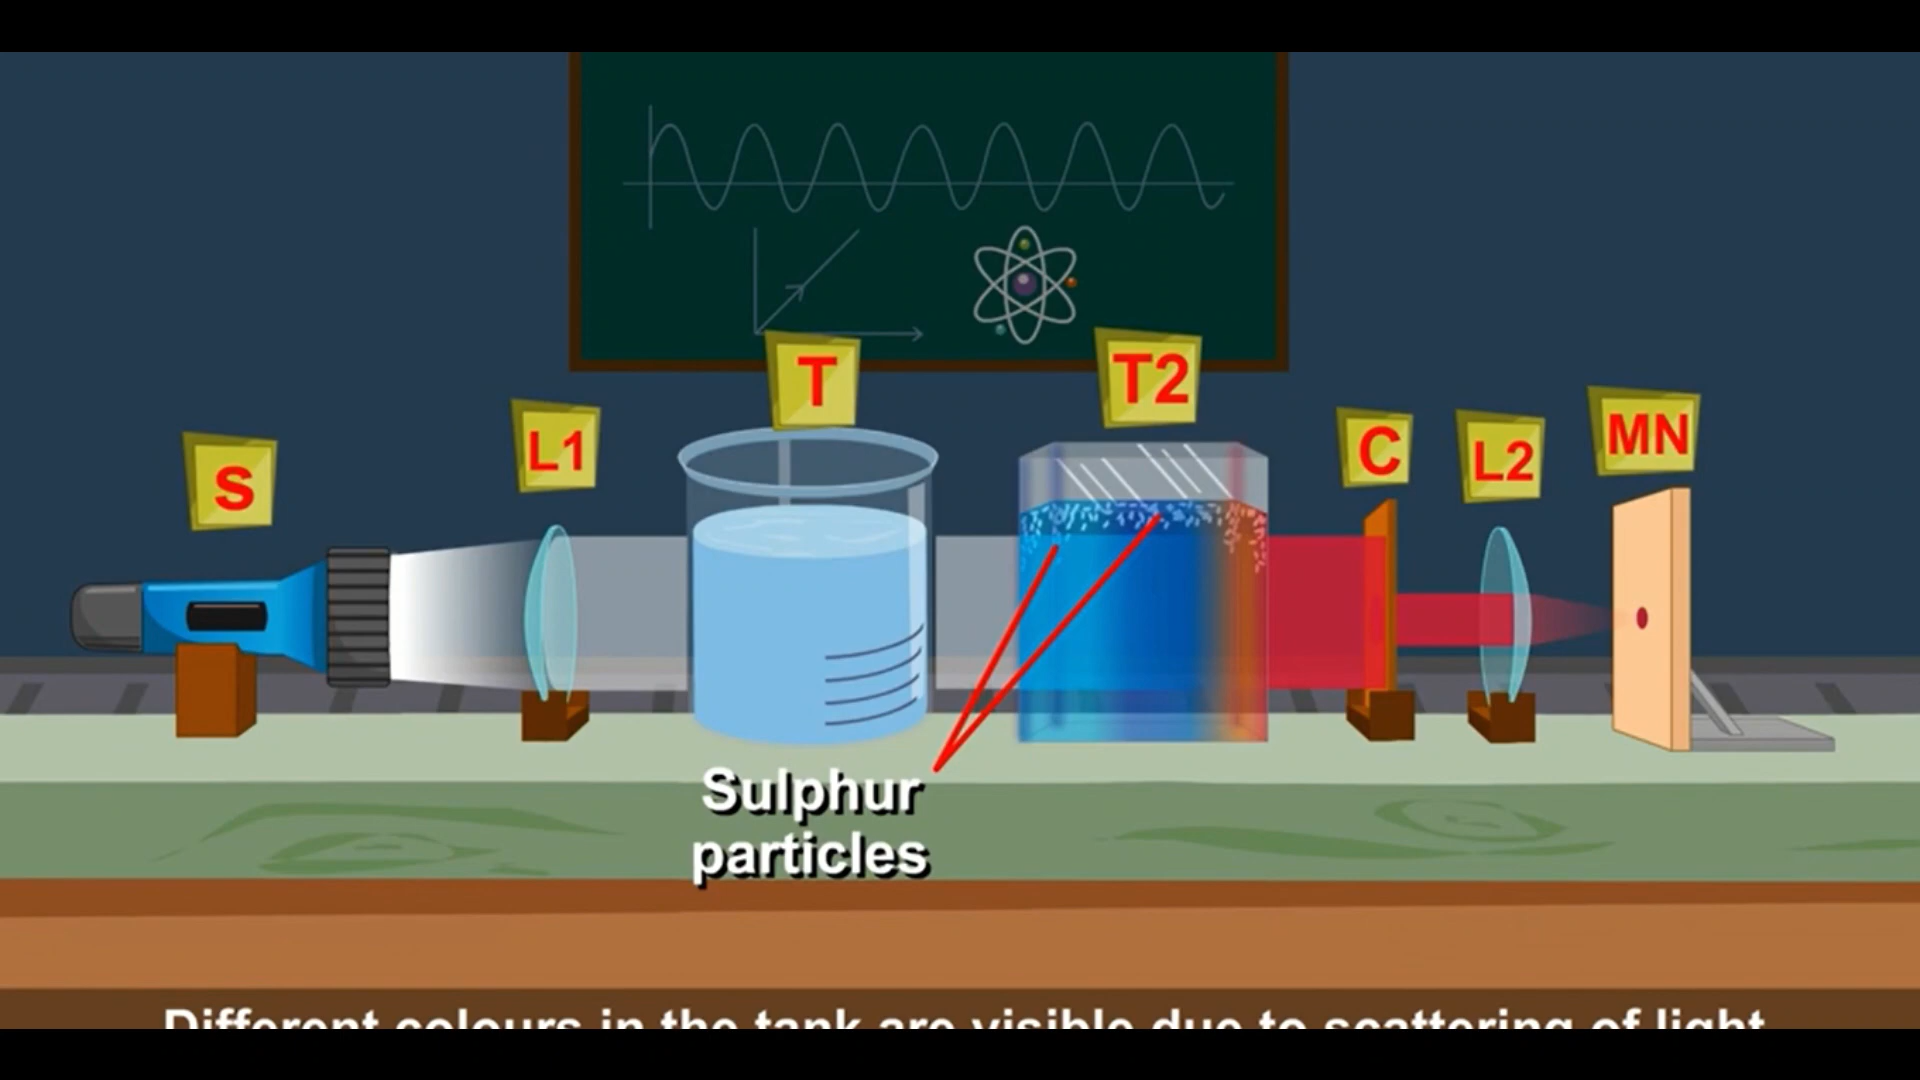 T
T2
S
L1
C
L2
MN
Sulphur
particles
Different colours in the tank are visible due to scattering of light